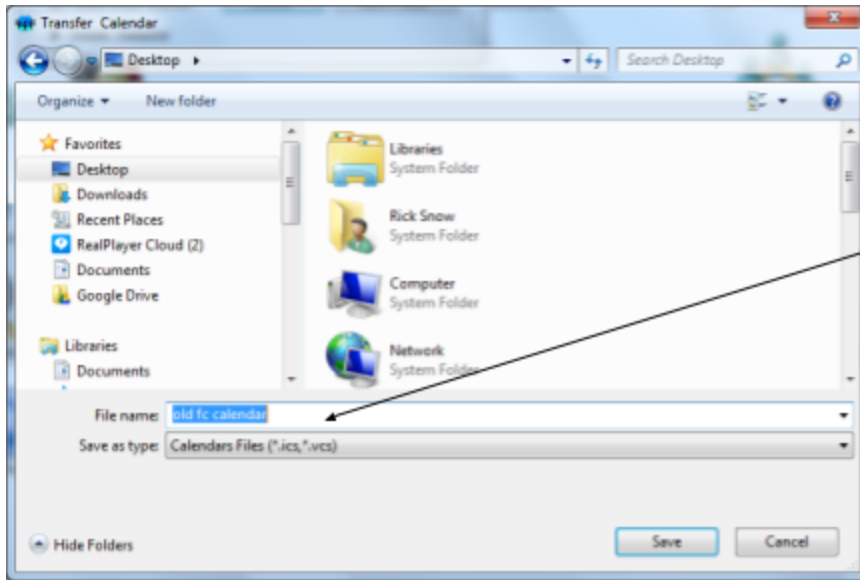 Transfer Calendar
Desktop
Search Desktop
Organize
New folder
Favorites
Desktop
Downloads
Recent Places
RealPlayer Cloud (2)
Documents
Google Drive
Libraries
Documents
Libraries
System Folder
Rick Snow
System Folder
Computer
System Folder
Network
System Folder
File name: old fc calendar
Save as type: Calendars Files (*.ics,*.vcs)
Hide Folders
Save
Cancel